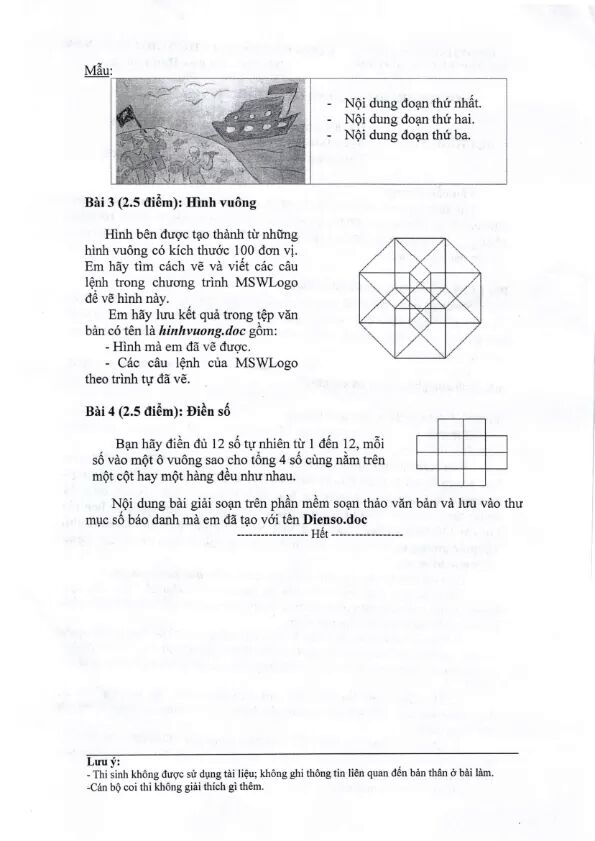 Mẫu:
- Nội dung đoạn thứ nhất.
- Nội dung đoạn thứ hai.
- Nội dung đoạn thứ ba.
Bài 3 (2.5 điểm): Hình vuông
Hình bên được tạo thành từ những
hình vuông có kích thước 100 đơn vị.
Em hãy tìm cách vẽ và viết các câu
lệnh trong chương trình MSWLogo
để vẽ hình này.
Em hãy lưu kết quả trong tệp văn
bản có tên là hinhvuong.doc gồm:
- Hình mà em đã vẽ được.
- Các câu lệnh của MSWLogo
theo trình tự đã vẽ.
Bài 4 (2.5 điểm): Điền số
Bạn hãy điền đủ 12 số tự nhiên từ 1 đến 12, mỗi
số vào một ô vuông sao cho tổng 4 số cùng nằm trên
một cột hay một hàng đều như nhau.
Nội dung bài giải soạn trên phần mềm soạn thảo văn bản và lưu vào thư
mục số báo danh mà em đã tạo với tên Dienso.doc
------------------ Hết ------------------
Lưu ý:
- Thi sinh không được sử dụng tài liệu; không ghi thông tin liên quan đến bản thân ở bài làm.
-Cán bộ coi thi không giải thích gì thêm.